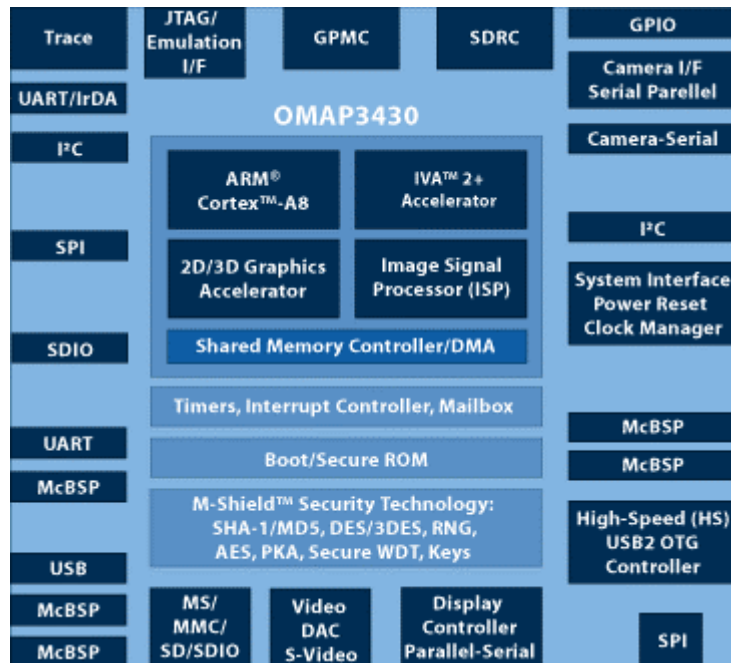 Trace
JTAG/
Emulation
I/F
GPMC
SDRC
GPIO
Camera I/F
Serial Parellel
UART/IrDA
OMAP3430
I²C
Camera-Serial
ARM®
Cortex™-A8
IVA™ 2+
Accelerator
I²C
SPI
2D/3D Graphics
Accelerator
Image Signal
Processor (ISP)
System Interface
Power Reset
Clock Manager
SDIO
Shared Memory Controller/DMA
Timers, Interrupt Controller, Mailbox
McBSP
UART
Boot/Secure ROM
McBSP
McBSP
M-Shield™ Security Technology:
SHA-1/MD5, DES/3DES, RNG,
AES, PKA, Secure WDT, Keys
High-Speed (HS)
USB2 OTG
Controller
USB
McBSP
McBSP
MS/
MMC/
SD/SDIO
Video
DAC
S-Video
Display
Controller
Parallel-Serial
SPI